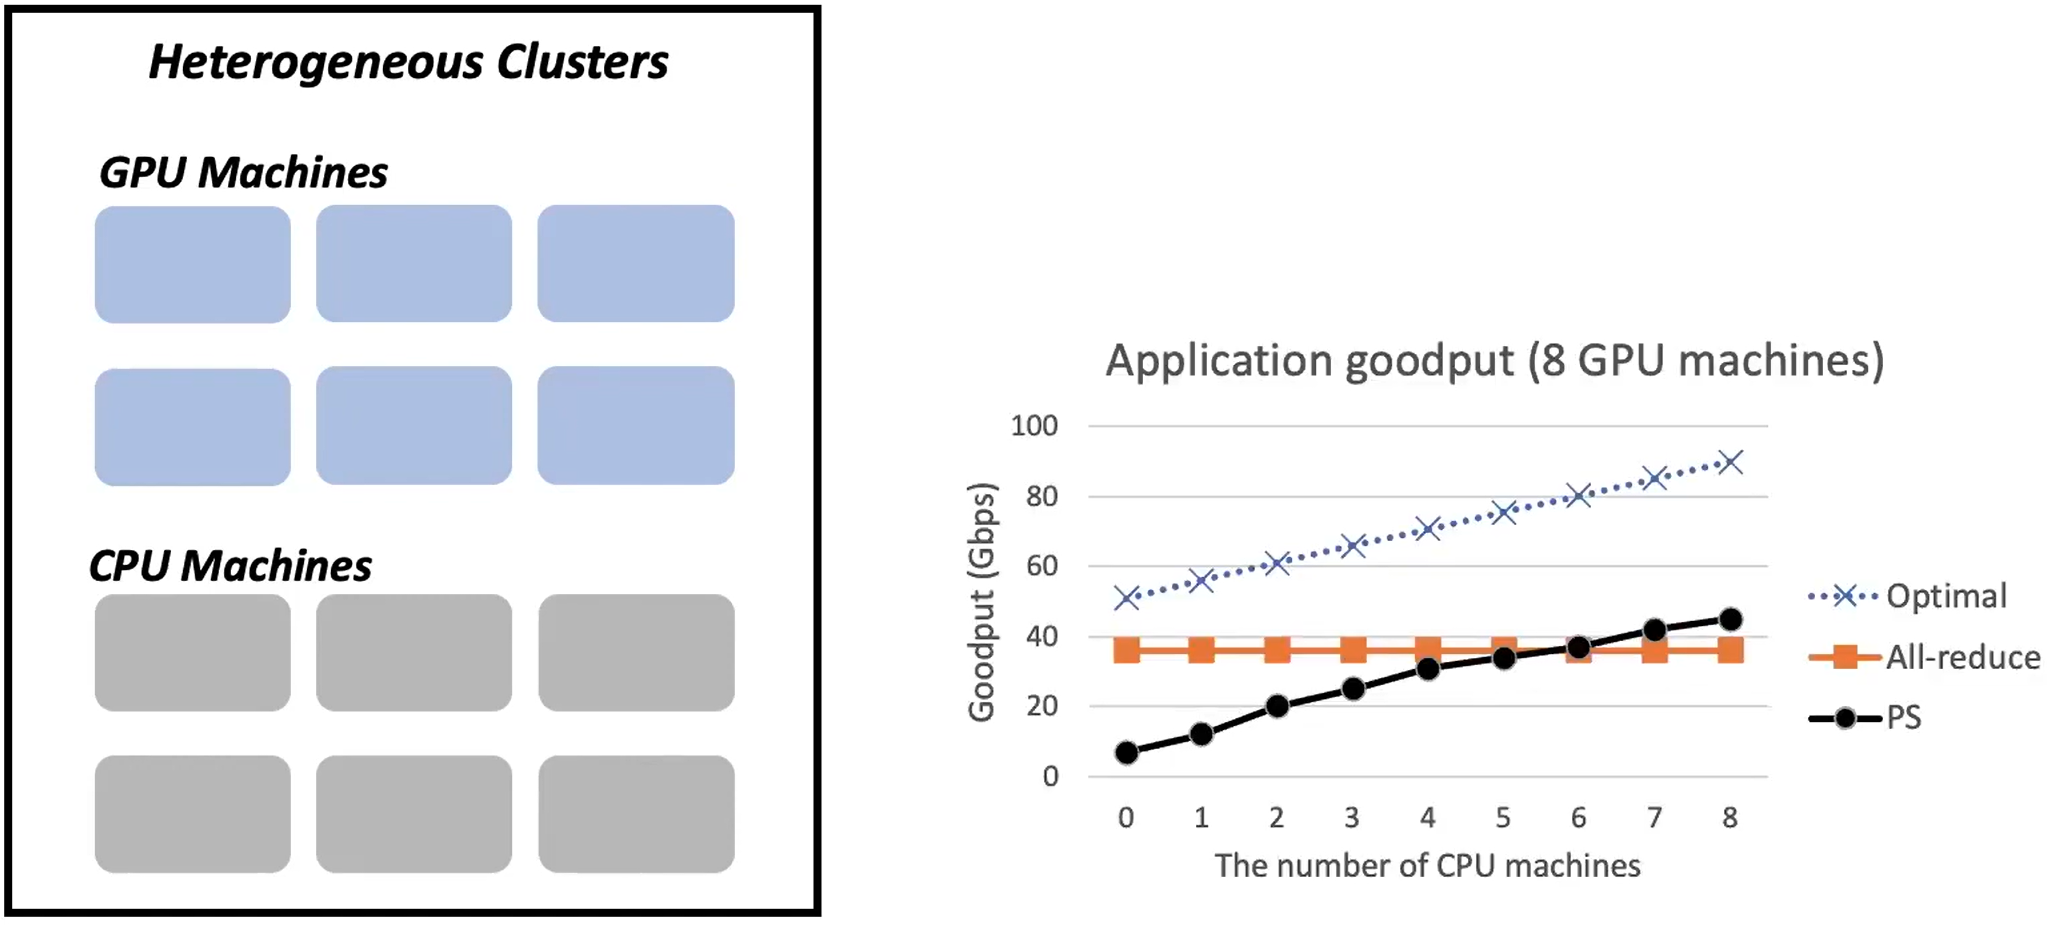 Heterogeneous Clusters
GPU Machines
CPU Machines
Application goodput (8 GPU machines)
Goodput (Gbps)
100
80
60
40
20
0
0 1 2 3 4 5 6 7 8
The number of CPU machines
Optimal
All-reduce
PS